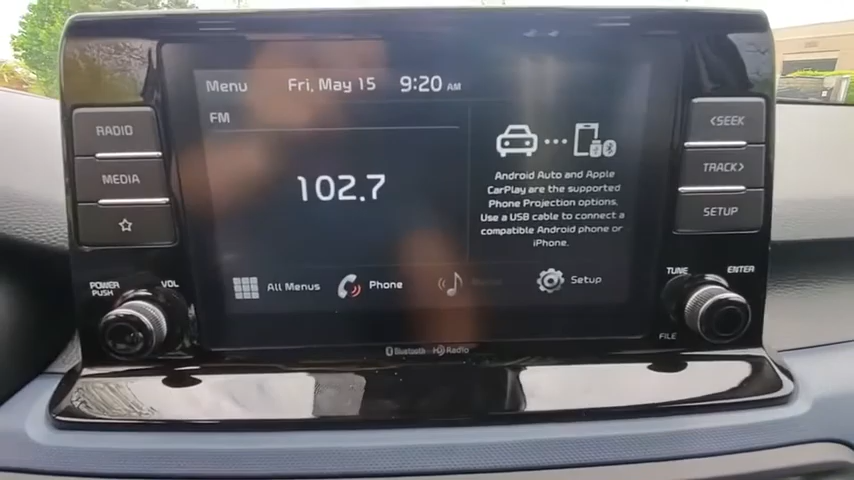 Menu Fri, May 15 9:20 AM
FM
RADIO
MEDIA
<SEEK
TRACK>
SETUP
102.7
Android Auto and Apple
CarPlay are the supported
Phone Projection options.
Use a USB cable to connect a
compatible Android phone or
iPhone.
POWER
PUSH
VOL
All Menus
Phone
Setup
TUNE
ENTER
FILE
Bluetooth
HD Radio